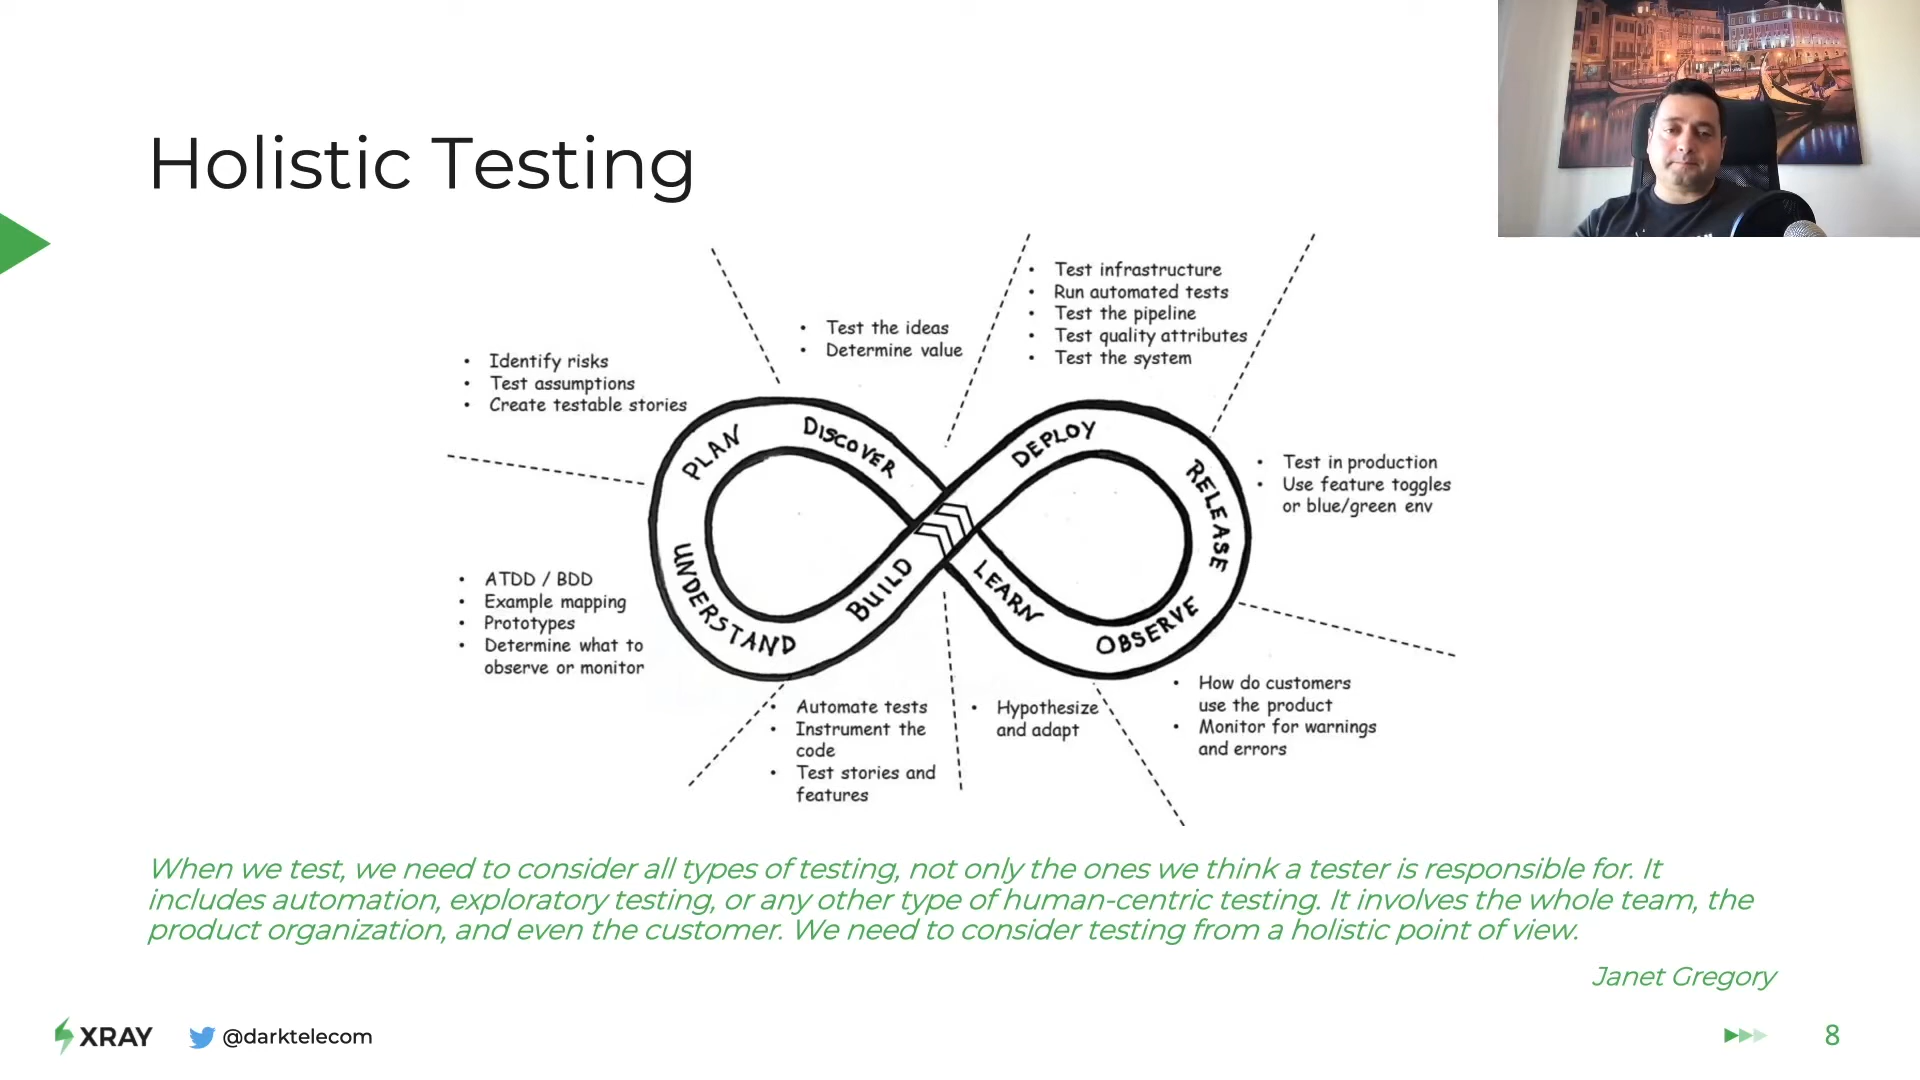 Holistic Testing
• Identify risks
• Test assumptions
• Create testable stories
• Test the ideas
• Determine value
• Test infrastructure
• Run automated tests
• Test the pipeline
• Test quality attributes
• Test the system
PLAN
DISCOVER
DEPLOY
RELEASE
• Test in production
• Use feature toggles
or blue/green env
UNDERSTAND
BUILD
LEARN
OBSERVE
• ATDD / BDD
• Example mapping
• Prototypes
• Determine what to
observe or monitor
• Automate tests
• Instrument the
code
• Test stories and
features
• Hypothesize
and adapt
• How do customers
use the product
• Monitor for warnings
and errors
When we test, we need to consider all types of testing, not only the ones we think a tester is responsible for. It
includes automation, exploratory testing, or any other type of human-centric testing. It involves the whole team, the
product organization, and even the customer. We need to consider testing from a holistic point of view.
Janet Gregory
XRAY
@darktelecom
8